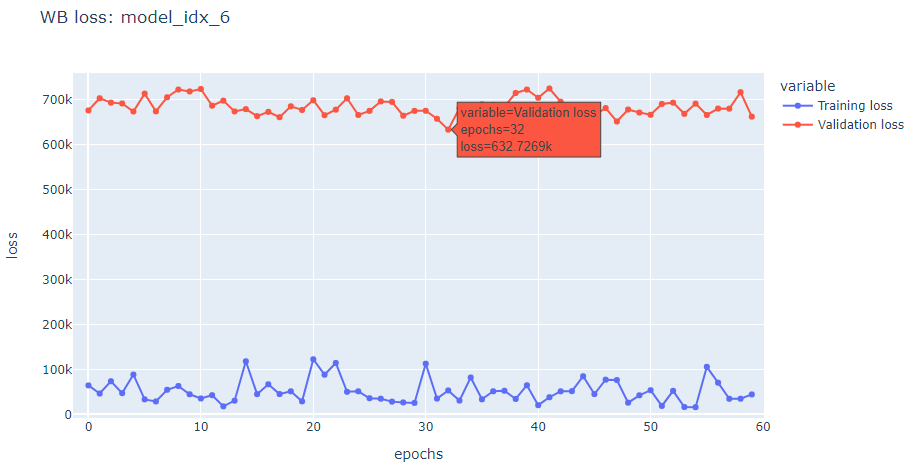 WB loss: model_idx_6
variable
Training loss
Validation loss
700k
600k
500k
400k
300k
200k
100k
0
loss
variable=Validation loss
epochs=32
loss=632.7269k
0
10
20
30
40
50
60
epochs